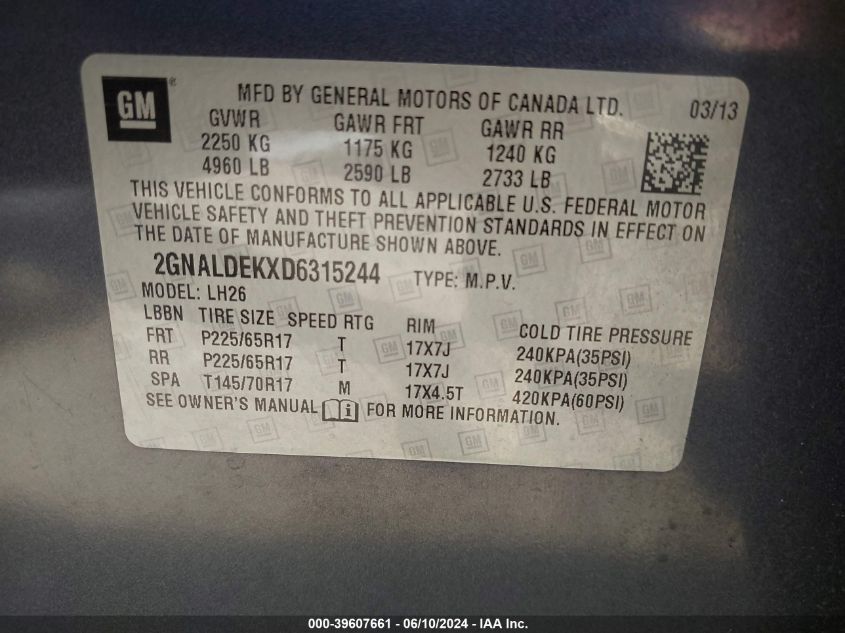 GM®
MFD BY GENERAL MOTORS OF CANADA LTD. 03/13
GVWR GAWR FRT GAWR RR
2250 KG 1175 KG 1240 KG
4960 LB 2590 LB 2733 LB
THIS VEHICLE CONFORMS TO ALL APPLICABLE U.S. FEDERAL MOTOR
VEHICLE SAFETY AND THEFT PREVENTION STANDARDS IN EFFECT ON
THE DATE OF MANUFACTURE SHOWN ABOVE.
2GNALDEKXD6315244 TYPE: M.P.V.
MODEL: LH26
LBBN TIRE SIZE SPEED RTG RIM COLD TIRE PRESSURE
FRT P225/65R17 T 17X7J 240KPA(35PSI)
RR P225/65R17 T 17X7J 240KPA(35PSI)
SPA T145/70R17 M 17X4.5T 420KPA(60PSI)
SEE OWNER'S MANUAL FOR MORE INFORMATION.
000-39607661 - 06/10/2024 - IAA Inc.